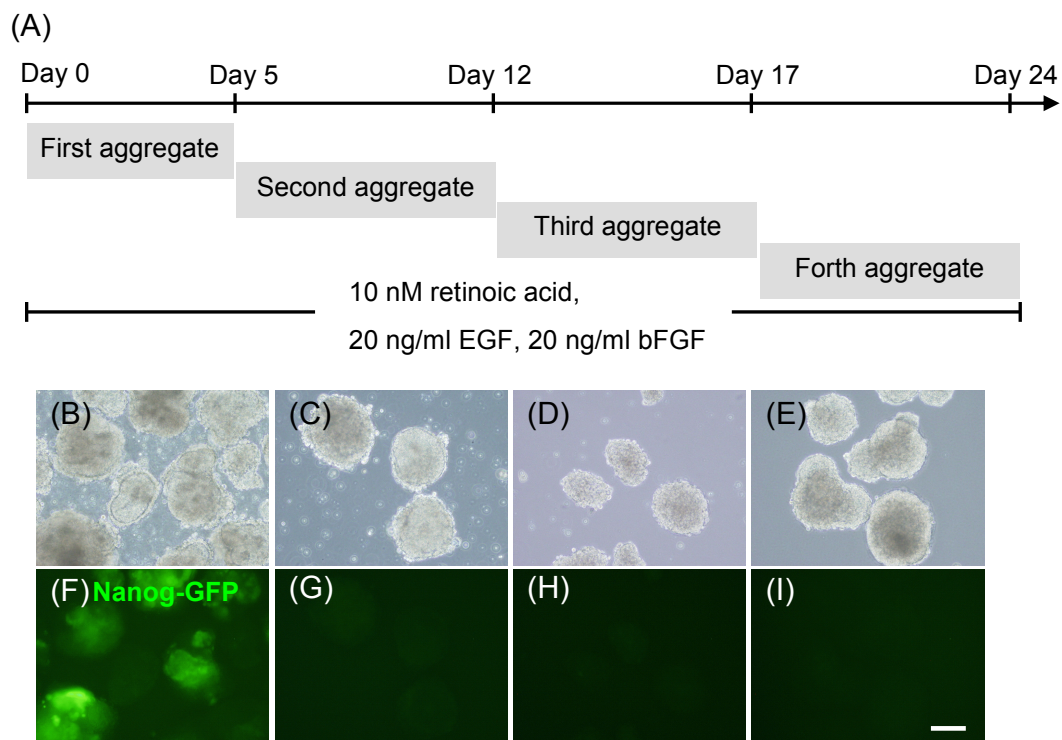 (A)
Day 0 Day 5 Day 12 Day 17 Day 24
First aggregate
Second aggregate
Third aggregate
Forth aggregate
10 nM retinoic acid,
20 ng/ml EGF, 20 ng/ml bFGF
(B) (C) (D) (E)
(F) Nanog-GFP (G) (H) (I)